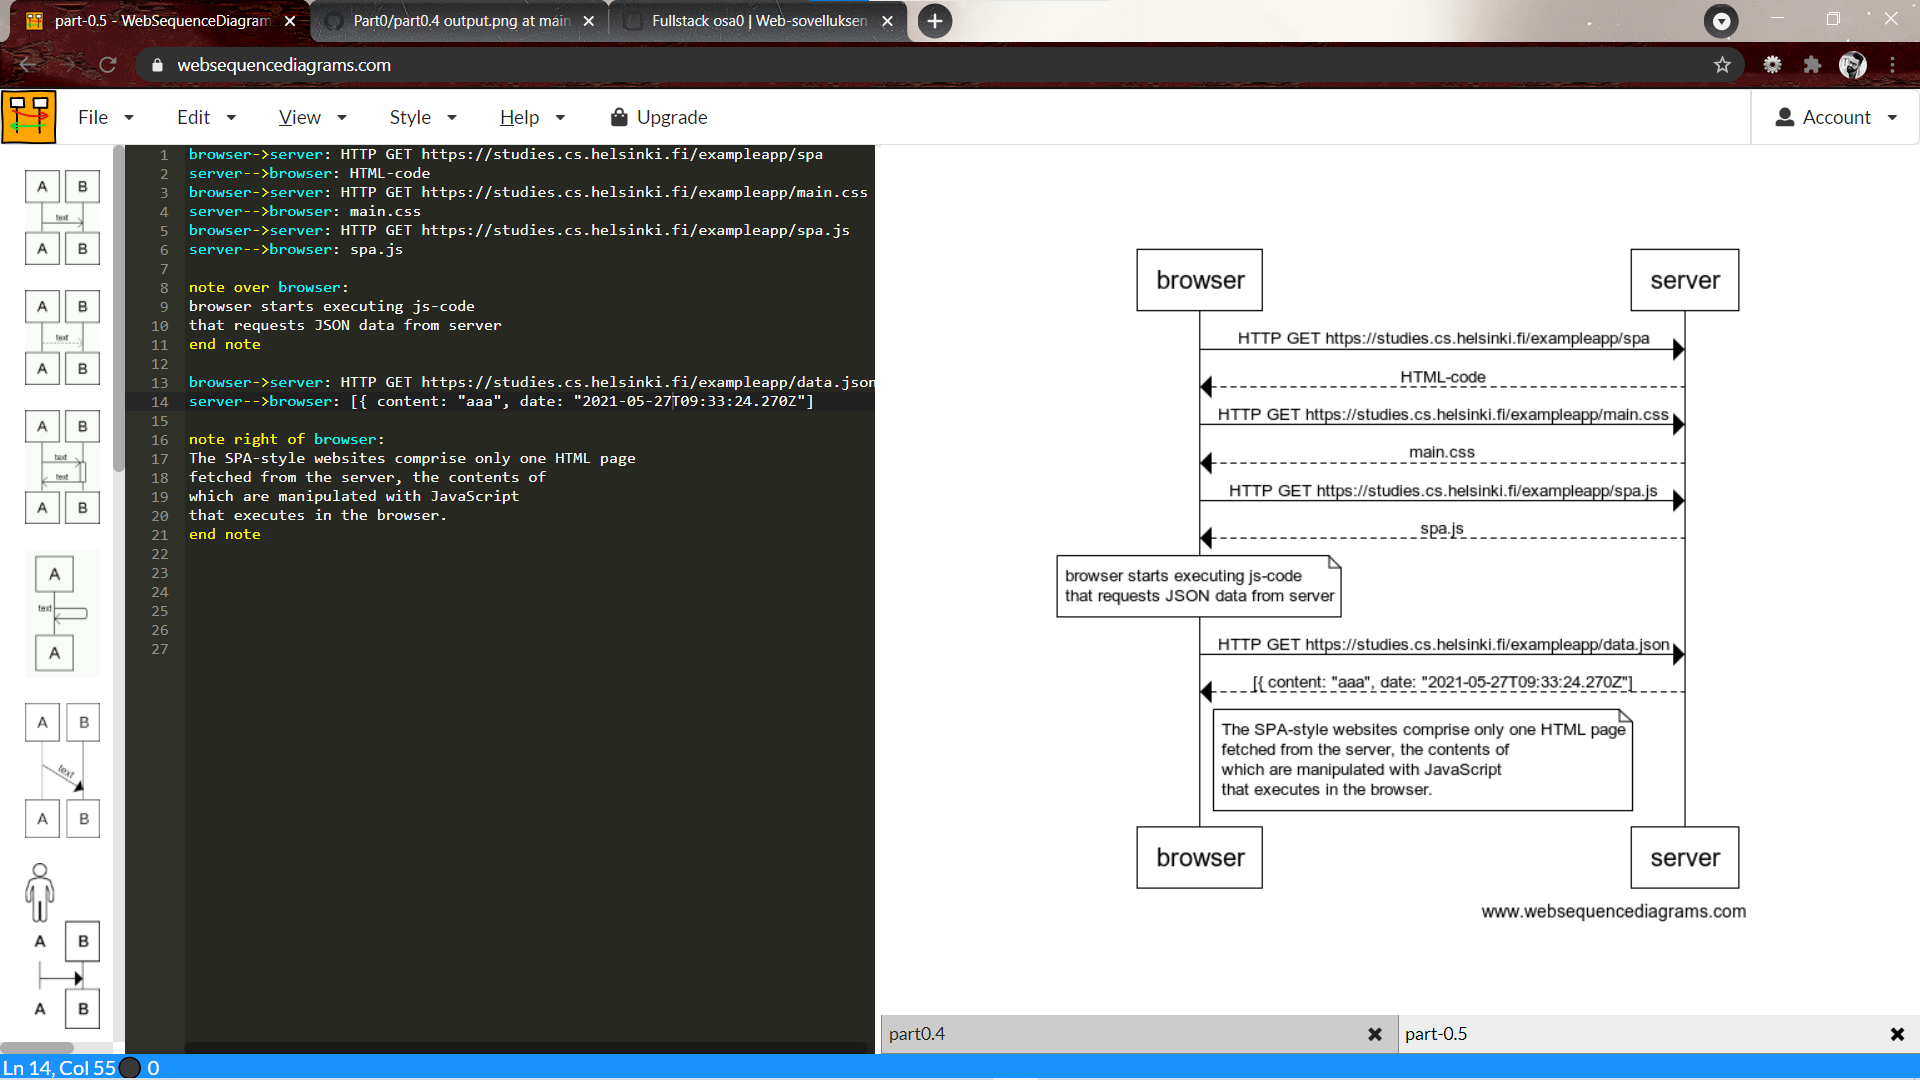 part-0.5 - WebSequenceDiagram
Part0/part0.4 output.png at main
Fullstack osa0 | Web-sovelluksen
websequencediagrams.com
File
Edit
View
Style
Help
Upgrade
Account
A B
text
A B
A B
text
A B
A B
text
text
A B
A
text
A
A B
text
A B
A B
A B
1 browser->server: HTTP GET https://studies.cs.helsinki.fi/exampleapp/spa
2 server-->browser: HTML-code
3 browser->server: HTTP GET https://studies.cs.helsinki.fi/exampleapp/main.css
4 server-->browser: main.css
5 browser->server: HTTP GET https://studies.cs.helsinki.fi/exampleapp/spa.js
6 server-->browser: spa.js
7
8 note over browser:
9 browser starts executing js-code
10 that requests JSON data from server
11 end note
12
13 browser->server: HTTP GET https://studies.cs.helsinki.fi/exampleapp/data.json
14 server-->browser: [{ content: "aaa", date: "2021-05-27T09:33:24.270Z"]
15
16 note right of browser:
17 The SPA-style websites comprise only one HTML page
18 fetched from the server, the contents of
19 which are manipulated with JavaScript
20 that executes in the browser.
21 end note
22
23
24
25
26
27
browser server
HTTP GET https://studies.cs.helsinki.fi/exampleapp/spa
HTML-code
HTTP GET https://studies.cs.helsinki.fi/exampleapp/main.css
main.css
HTTP GET https://studies.cs.helsinki.fi/exampleapp/spa.js
spa.js
browser starts executing js-code
that requests JSON data from server
HTTP GET https://studies.cs.helsinki.fi/exampleapp/data.json
[{ content: "aaa", date: "2021-05-27T09:33:24.270Z"]
The SPA-style websites comprise only one HTML page
fetched from the server, the contents of
which are manipulated with JavaScript
that executes in the browser.
browser server
www.websequencediagrams.com
part0.4
part-0.5
Ln 14, Col 55 0